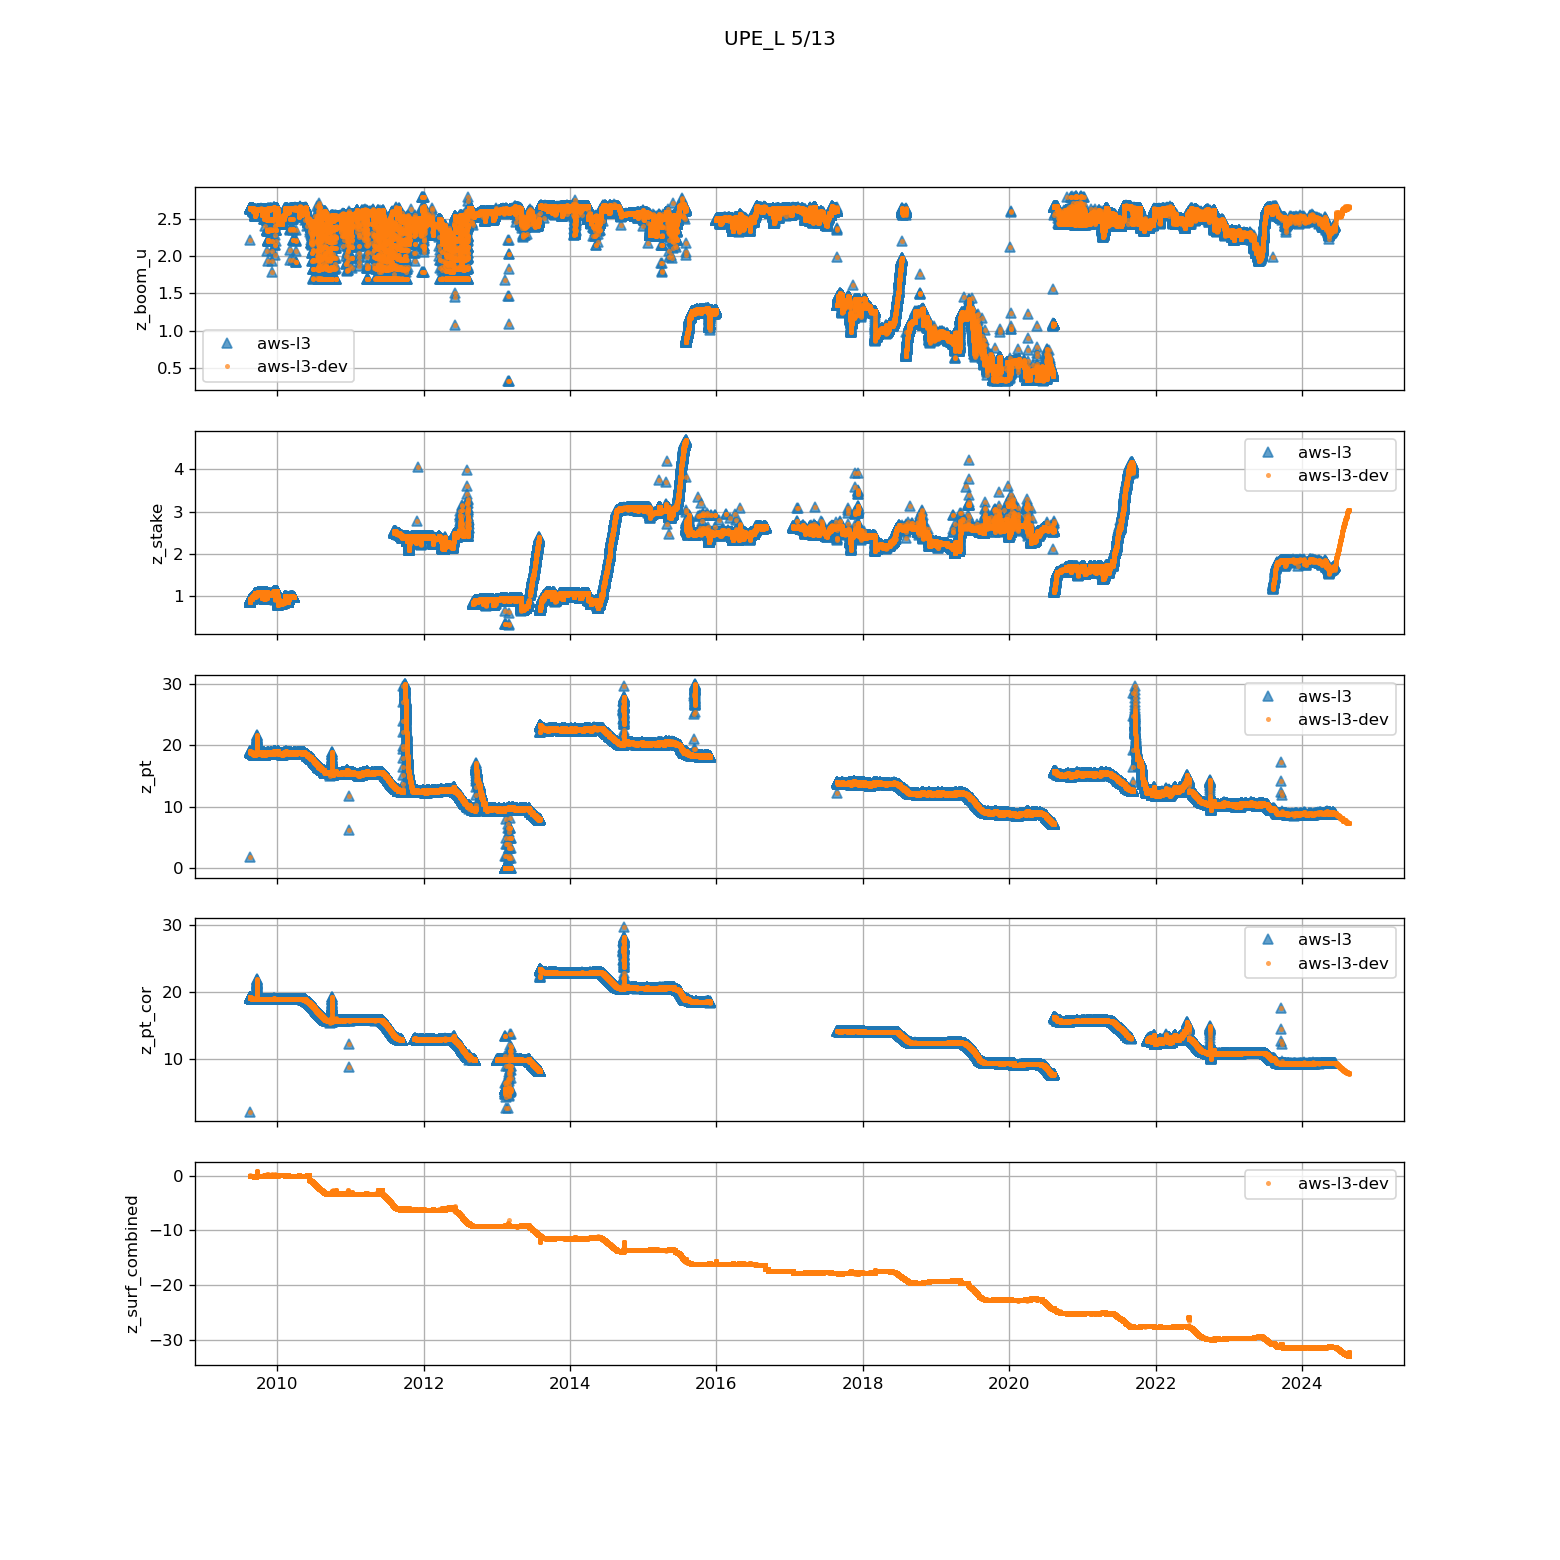 UPE_L 5/13
z_boom_u
2.5
2.0
1.5
1.0
0.5
aws-l3
aws-l3-dev
z_stake
4
3
2
1
aws-l3
aws-l3-dev
z_pt
30
20
10
0
aws-l3
aws-l3-dev
z_pt_cor
30
20
10
aws-l3
aws-l3-dev
z_surf_combined
0
−10
−20
−30
aws-l3-dev
2010 2012 2014 2016 2018 2020 2022 2024